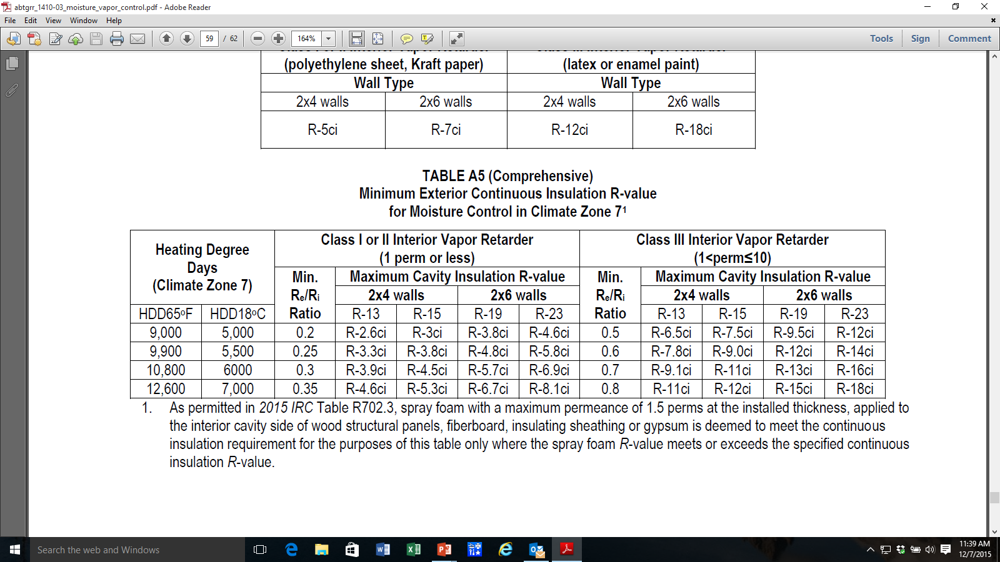 abtgrr_1410-03_moisture_vapor_control.pdf - Adobe Reader
File Edit View Window Help
59 / 62 164% Tools Sign Comment
(polyethylene sheet, Kraft paper) (latex or enamel paint)
Wall Type Wall Type
2x4 walls 2x6 walls 2x4 walls 2x6 walls
R-5ci R-7ci R-12ci R-18ci
TABLE A5 (Comprehensive)
Minimum Exterior Continuous Insulation R-value
for Moisture Control in Climate Zone 7¹
Heating Degree Days (Climate Zone 7) Class I or II Interior Vapor Retarder (1 perm or less) Class III Interior Vapor Retarder (1<perm≤10)
Min. Re/Ri Ratio Maximum Cavity Insulation R-value Min. Re/Ri Ratio Maximum Cavity Insulation R-value
2x4 walls 2x6 walls 2x4 walls 2x6 walls
HDD65ºF HDD18ºC R-13 R-15 R-19 R-23 R-13 R-15 R-19 R-23
9,000 5,000 0.2 R-2.6ci R-3ci R-3.8ci R-4.6ci 0.5 R-6.5ci R-7.5ci R-9.5ci R-12ci
9,900 5,500 0.25 R-3.3ci R-3.8ci R-4.8ci R-5.8ci 0.6 R-7.8ci R-9.0ci R-12ci R-14ci
10,800 6000 0.3 R-3.9ci R-4.5ci R-5.7ci R-6.9ci 0.7 R-9.1ci R-11ci R-13ci R-16ci
12,600 7,000 0.35 R-4.6ci R-5.3ci R-6.7ci R-8.1ci 0.8 R-11ci R-12ci R-15ci R-18ci
1. As permitted in 2015 IRC Table R702.3, spray foam with a maximum permeance of 1.5 perms at the installed thickness, applied to
the interior cavity side of wood structural panels, fiberboard, insulating sheathing or gypsum is deemed to meet the continuous
insulation requirement for the purposes of this table only where the spray foam R-value meets or exceeds the specified continuous
insulation R-value.
Search the web and Windows
11:39 AM
12/7/2015